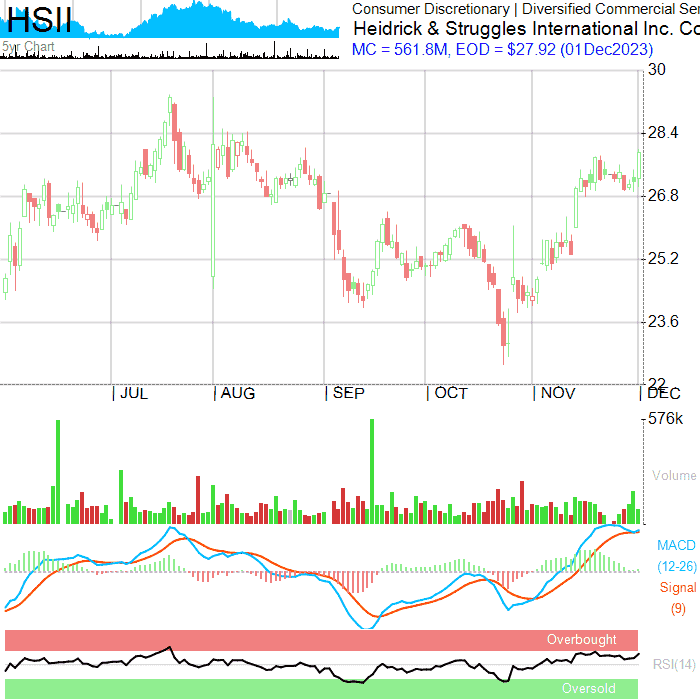 HSII
5yr Chart
Consumer Discretionary | Diversified Commercial Ser
Heidrick & Struggles International Inc. Co
MC = 561.8M, EOD = $27.92 (01Dec2023)
30
28.4
26.8
25.2
23.6
22
JUL
AUG
SEP
OCT
NOV
DEC
576k
Volume
MACD
(12-26)
Signal
(9)
Overbought
RSI(14)
Oversold